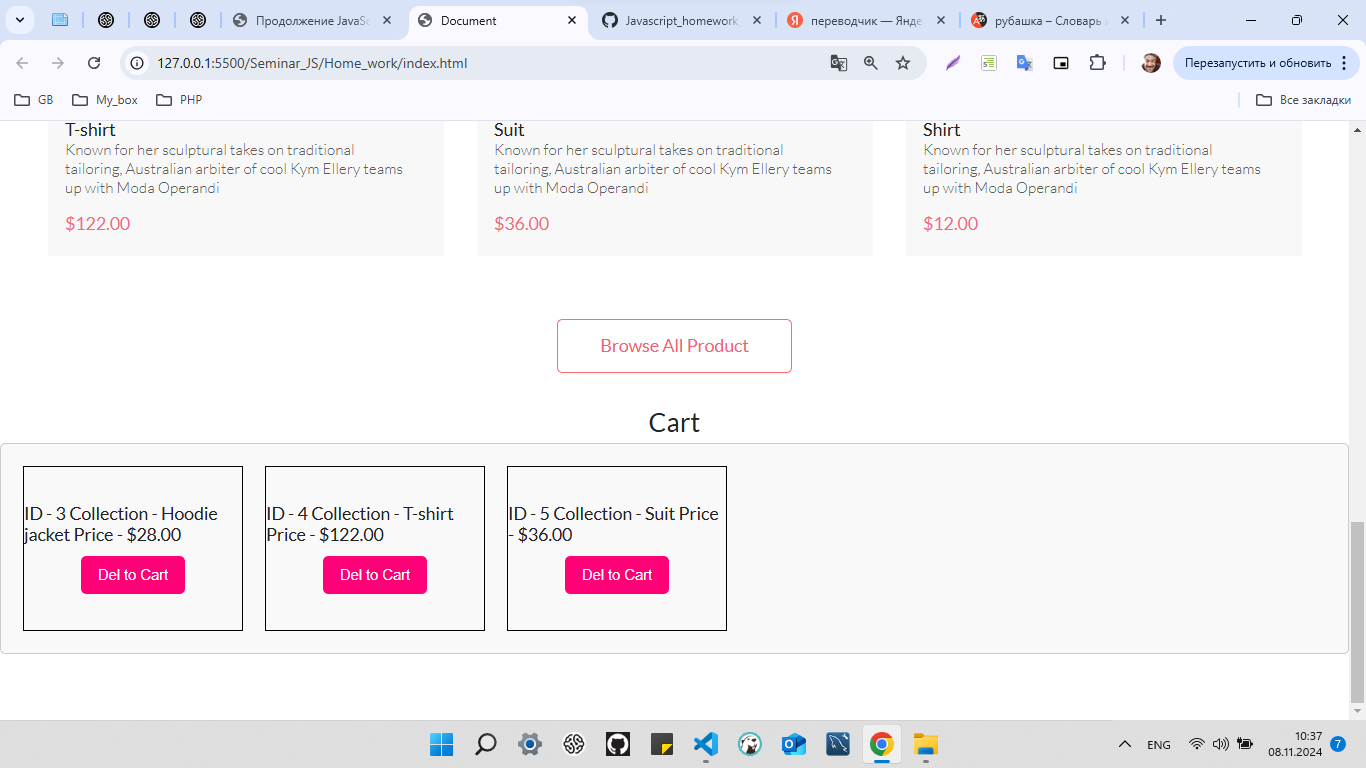 Продолжение JavaSc
Document
Javascript_homework
переводчик — Янде
рубашка – Словарь
127.0.0.1:5500/Seminar_JS/Home_work/index.html
Перезапустить и обновить
GB
My_box
PHP
Все закладки
T-shirt
Known for her sculptural takes on traditional
tailoring, Australian arbiter of cool Kym Ellery teams
up with Moda Operandi
$122.00
Suit
Known for her sculptural takes on traditional
tailoring, Australian arbiter of cool Kym Ellery teams
up with Moda Operandi
$36.00
Shirt
Known for her sculptural takes on traditional
tailoring, Australian arbiter of cool Kym Ellery teams
up with Moda Operandi
$12.00
Browse All Product
Cart
ID - 3 Collection - Hoodie
jacket Price - $28.00
Del to Cart
ID - 4 Collection - T-shirt
Price - $122.00
Del to Cart
ID - 5 Collection - Suit Price
- $36.00
Del to Cart
ENG
10:37
08.11.2024
7